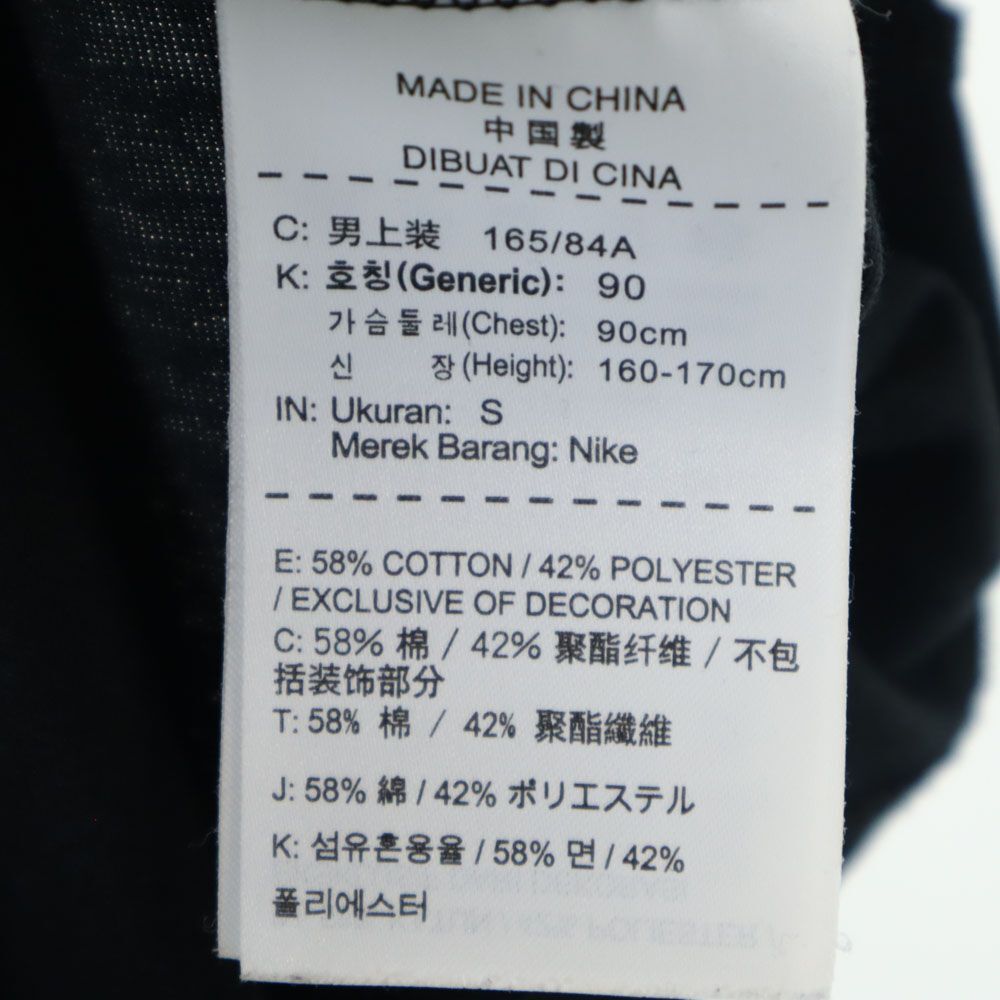 MADE IN CHINA
中国製
DIBUAT DI CINA
C: 男上装 165/84A
K: 호칭(Generic): 90
가슴둘레(Chest): 90cm
신 장(Height): 160-170cm
IN: Ukuran: S
Merek Barang: Nike
E: 58% COTTON / 42% POLYESTER
/ EXCLUSIVE OF DECORATION
C: 58% 棉 / 42% 聚酯纤维 / 不包
括装饰部分
T: 58% 棉 / 42% 聚酯纖維
J: 58% 綿 / 42% ポリエステル
K: 섬유혼용율 / 58% 면 / 42%
폴리에스터